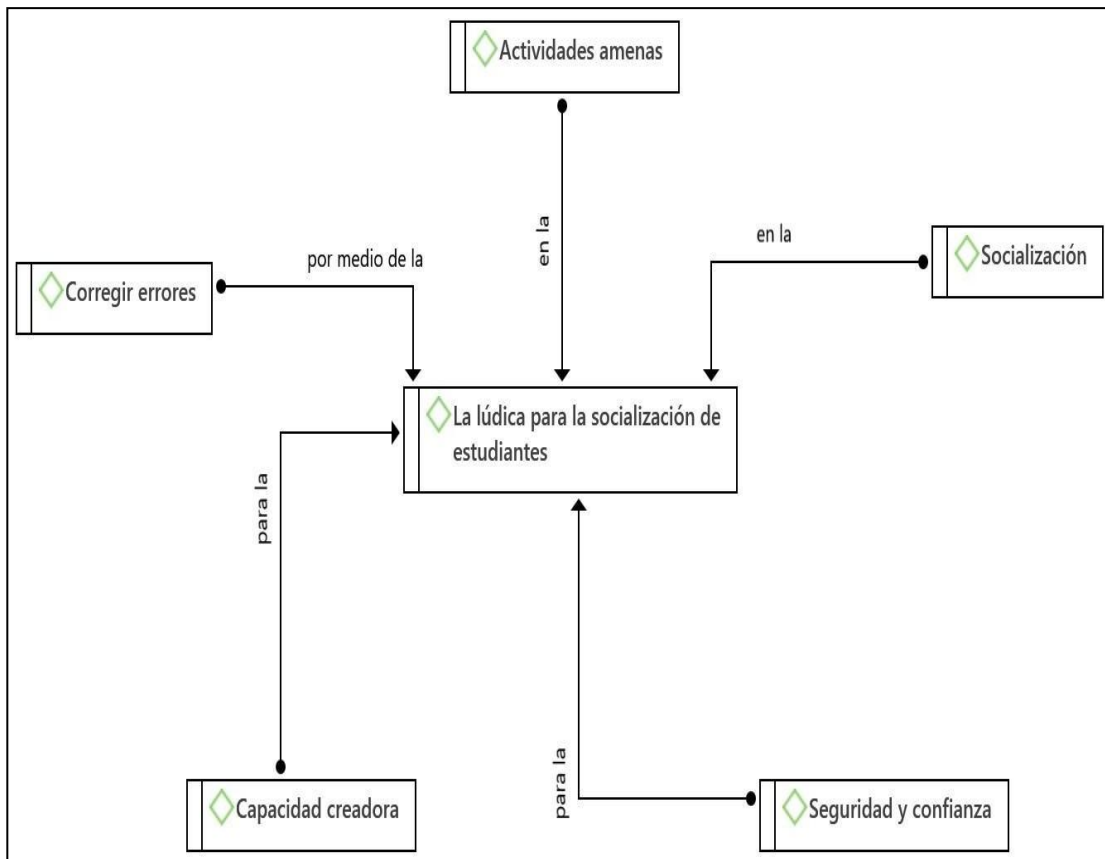 Actividades amenas
en la
en la
Socialización
por medio de la
Corregir errores
La lúdica para la socialización de
estudiantes
para la
para la
Capacidad creadora
Seguridad y confianza